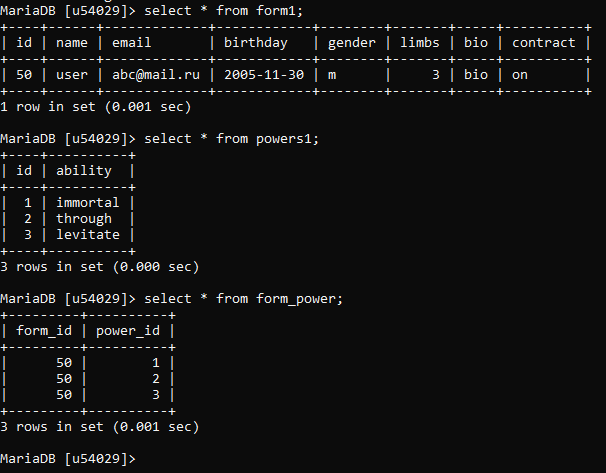 MariaDB [u54029]> select * from form1;
+----+------+-------------+------------+--------+-------+-----+----------+
| id | name | email       | birthday   | gender | limbs | bio | contract |
+----+------+-------------+------------+--------+-------+-----+----------+
| 50 | user | abc@mail.ru | 2005-11-30 | m      |     3 | bio | on       |
+----+------+-------------+------------+--------+-------+-----+----------+
1 row in set (0.001 sec)

MariaDB [u54029]> select * from powers1;
+----+----------+
| id | ability  |
+----+----------+
|  1 | immortal |
|  2 | through  |
|  3 | levitate |
+----+----------+
3 rows in set (0.000 sec)

MariaDB [u54029]> select * from form_power;
+---------+----------+
| form_id | power_id |
+---------+----------+
|      50 |        1 |
|      50 |        2 |
|      50 |        3 |
+---------+----------+
3 rows in set (0.001 sec)

MariaDB [u54029]>